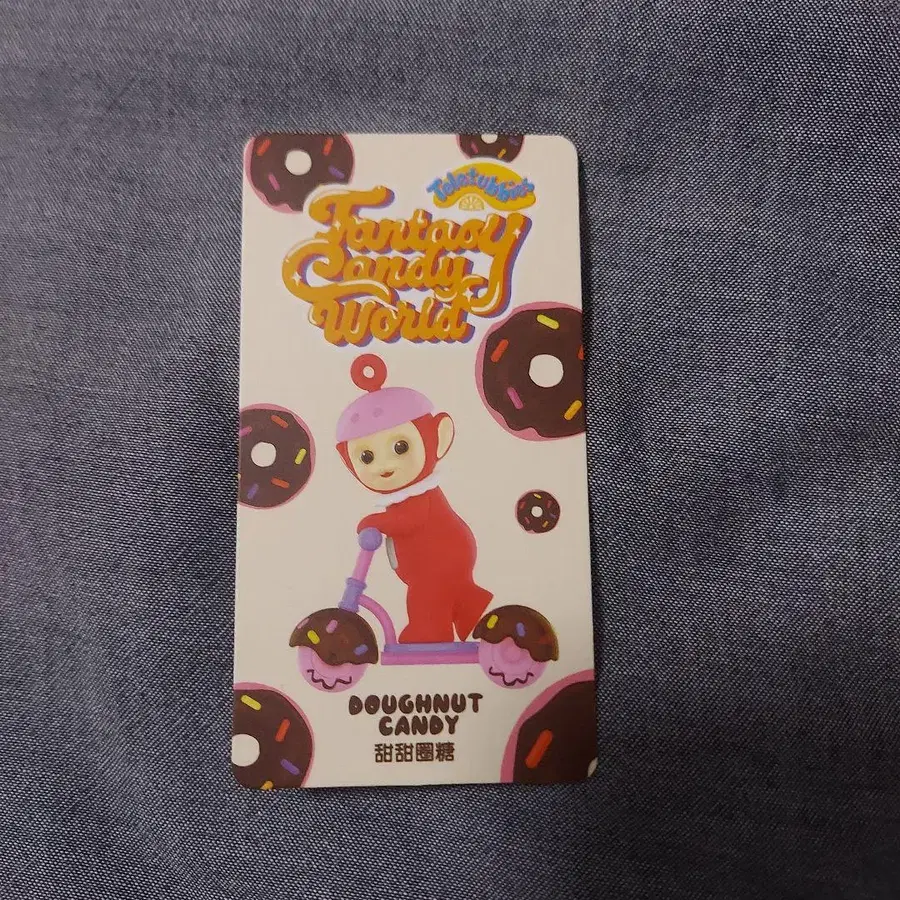 Teletubbies
Fantasy
Candy
World
DOUGHNUT
CANDY
甜甜圈糖